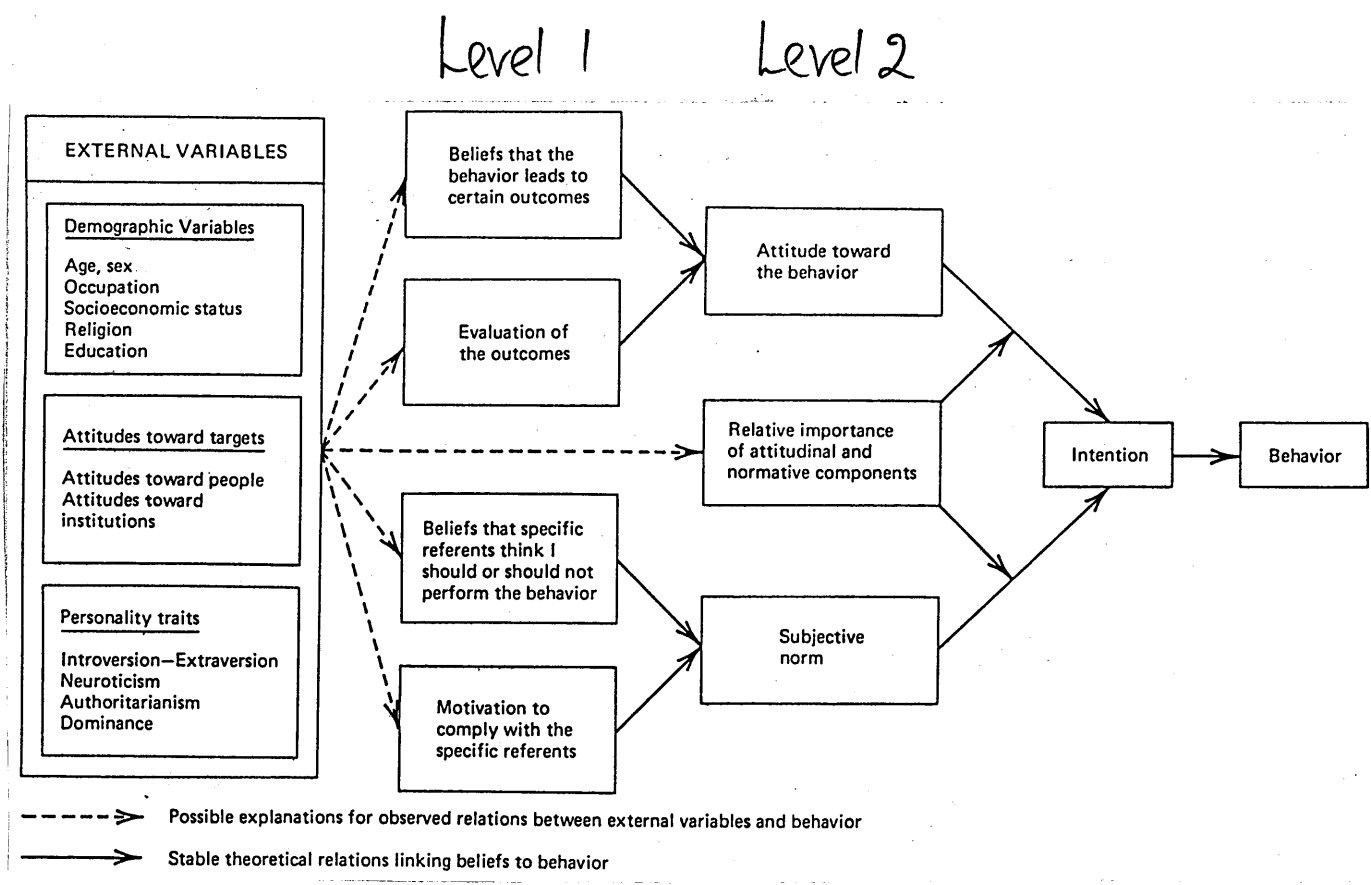 Level 1
Level 2
EXTERNAL VARIABLES
Demographic Variables
Age, sex
Occupation
Socioeconomic status
Religion
Education
Attitudes toward targets
Attitudes toward people
Attitudes toward
institutions
Personality traits
Introversion—Extraversion
Neuroticism
Authoritarianism
Dominance
Beliefs that the
behavior leads to
certain outcomes
Evaluation of
the outcomes
Beliefs that specific
referents think I
should or should not
perform the behavior
Motivation to
comply with the
specific referents
Attitude toward
the behavior
Relative importance
of attitudinal and
normative components
Subjective
norm
Intention
Behavior
Possible explanations for observed relations between external variables and behavior
Stable theoretical relations linking beliefs to behavior